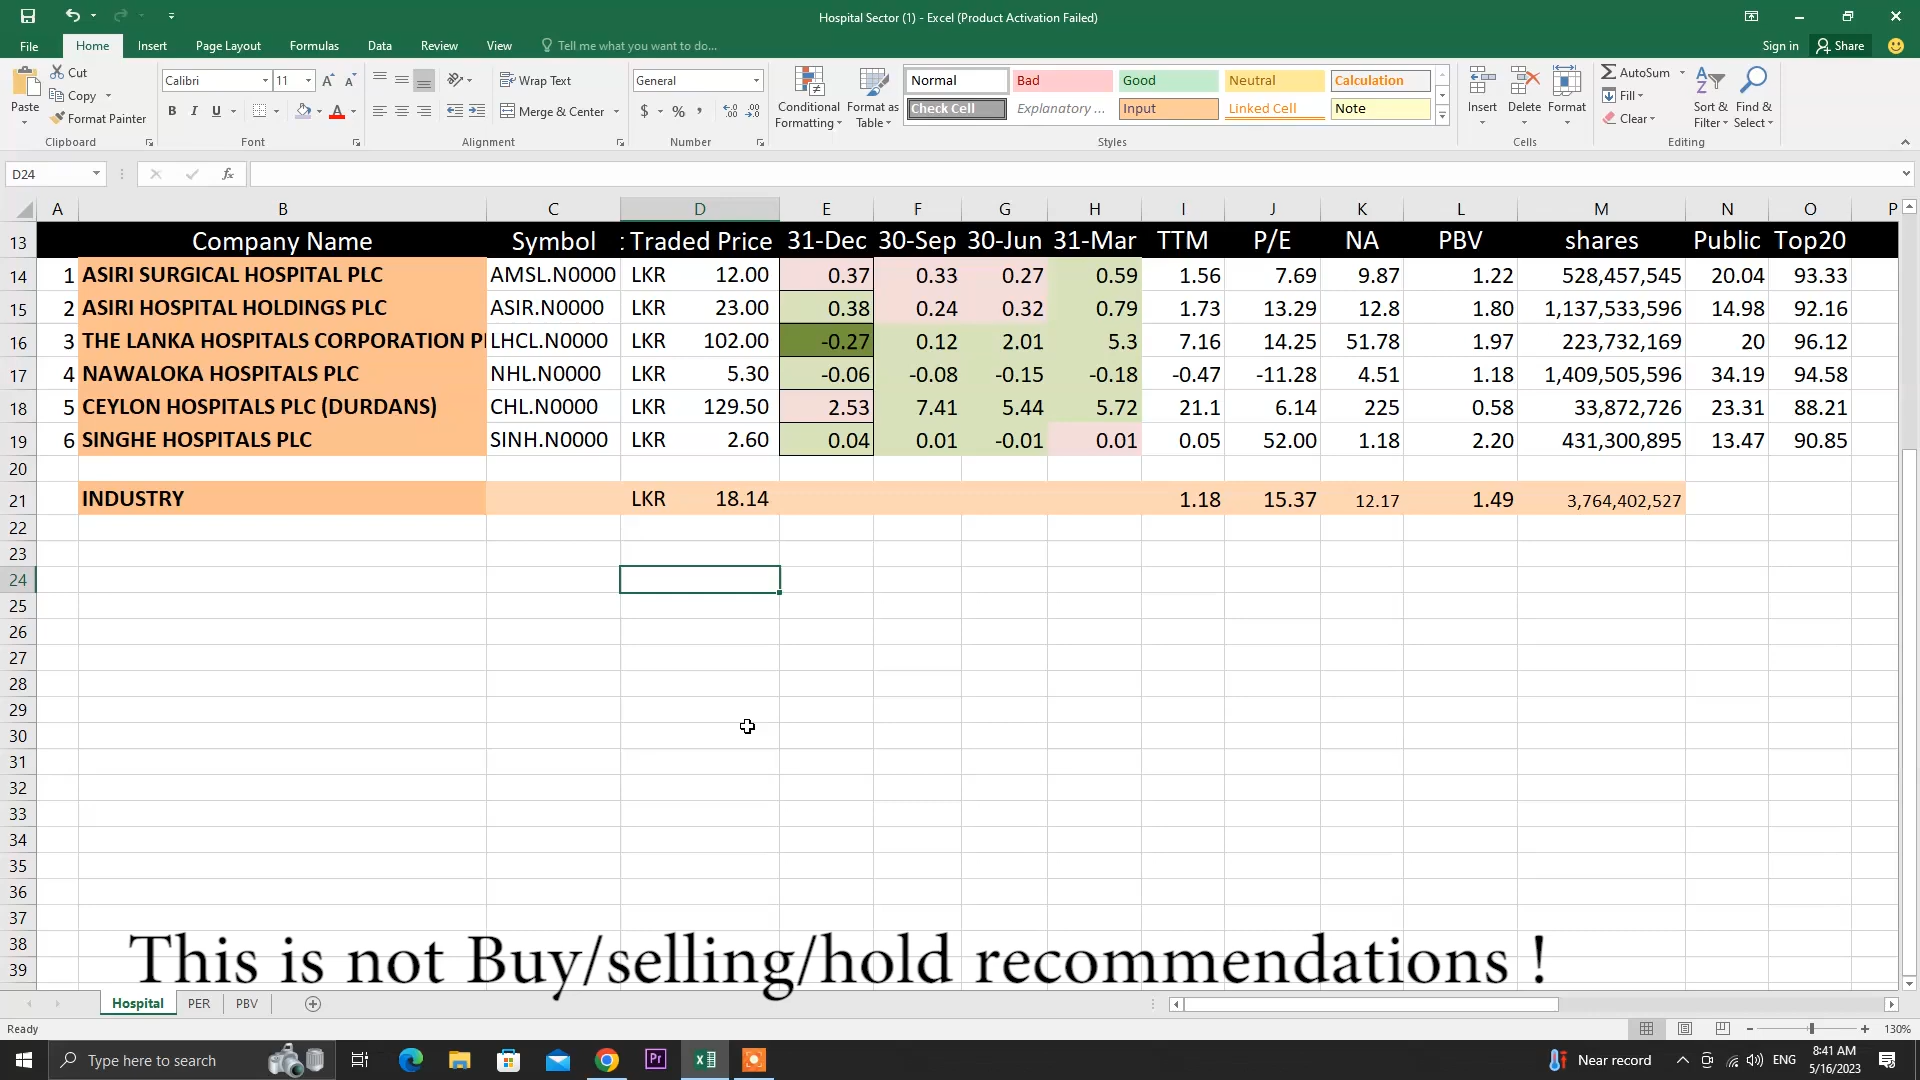 Hospital Sector (1) - Excel (Product Activation Failed)
File Home Insert Page Layout Formulas Data Review View Tell me what you want to do... Sign in Share
Paste Cut Copy Format Painter
Calibri 11
B I U A
Wrap Text
Merge & Center
General
$ %
Conditional Formatting Format as Table
Normal Bad Good Neutral Calculation
Check Cell Explanatory ... Input Linked Cell Note
Insert Delete Format
AutoSum Fill Clear
Sort & Filter Find & Select
Clipboard Font Alignment Number Styles Cells Editing
D24 fx
A B C D E F G H I J K L M N O P
13 Company Name Symbol : Traded Price 31-Dec 30-Sep 30-Jun 31-Mar TTM P/E NA PBV shares Public Top20
14 1 ASIRI SURGICAL HOSPITAL PLC AMSL.N0000 LKR 12.00 0.37 0.33 0.27 0.59 1.56 7.69 9.87 1.22 528,457,545 20.04 93.33
15 2 ASIRI HOSPITAL HOLDINGS PLC ASIR.N0000 LKR 23.00 0.38 0.24 0.32 0.79 1.73 13.29 12.8 1.80 1,137,533,596 14.98 92.16
16 3 THE LANKA HOSPITALS CORPORATION PL LHCL.N0000 LKR 102.00 -0.27 0.12 2.01 5.3 7.16 14.25 51.78 1.97 223,732,169 20 96.12
17 4 NAWALOKA HOSPITALS PLC NHL.N0000 LKR 5.30 -0.06 -0.08 -0.15 -0.18 -0.47 -11.28 4.51 1.18 1,409,505,596 34.19 94.58
18 5 CEYLON HOSPITALS PLC (DURDANS) CHL.N0000 LKR 129.50 2.53 7.41 5.44 5.72 21.1 6.14 225 0.58 33,872,726 23.31 88.21
19 6 SINGHE HOSPITALS PLC SINH.N0000 LKR 2.60 0.04 0.01 -0.01 0.01 0.05 52.00 1.18 2.20 431,300,895 13.47 90.85
20
21 INDUSTRY LKR 18.14 1.18 15.37 12.17 1.49 3,764,402,527
22
23
24
25
26
27
28
29
30
31
32
33
34
35
36
37
38
39
This is not Buy/selling/hold recommendations !
Hospital PER PBV
Ready 130%
Type here to search Pr Near record ENG 8:41 AM
5/16/2023